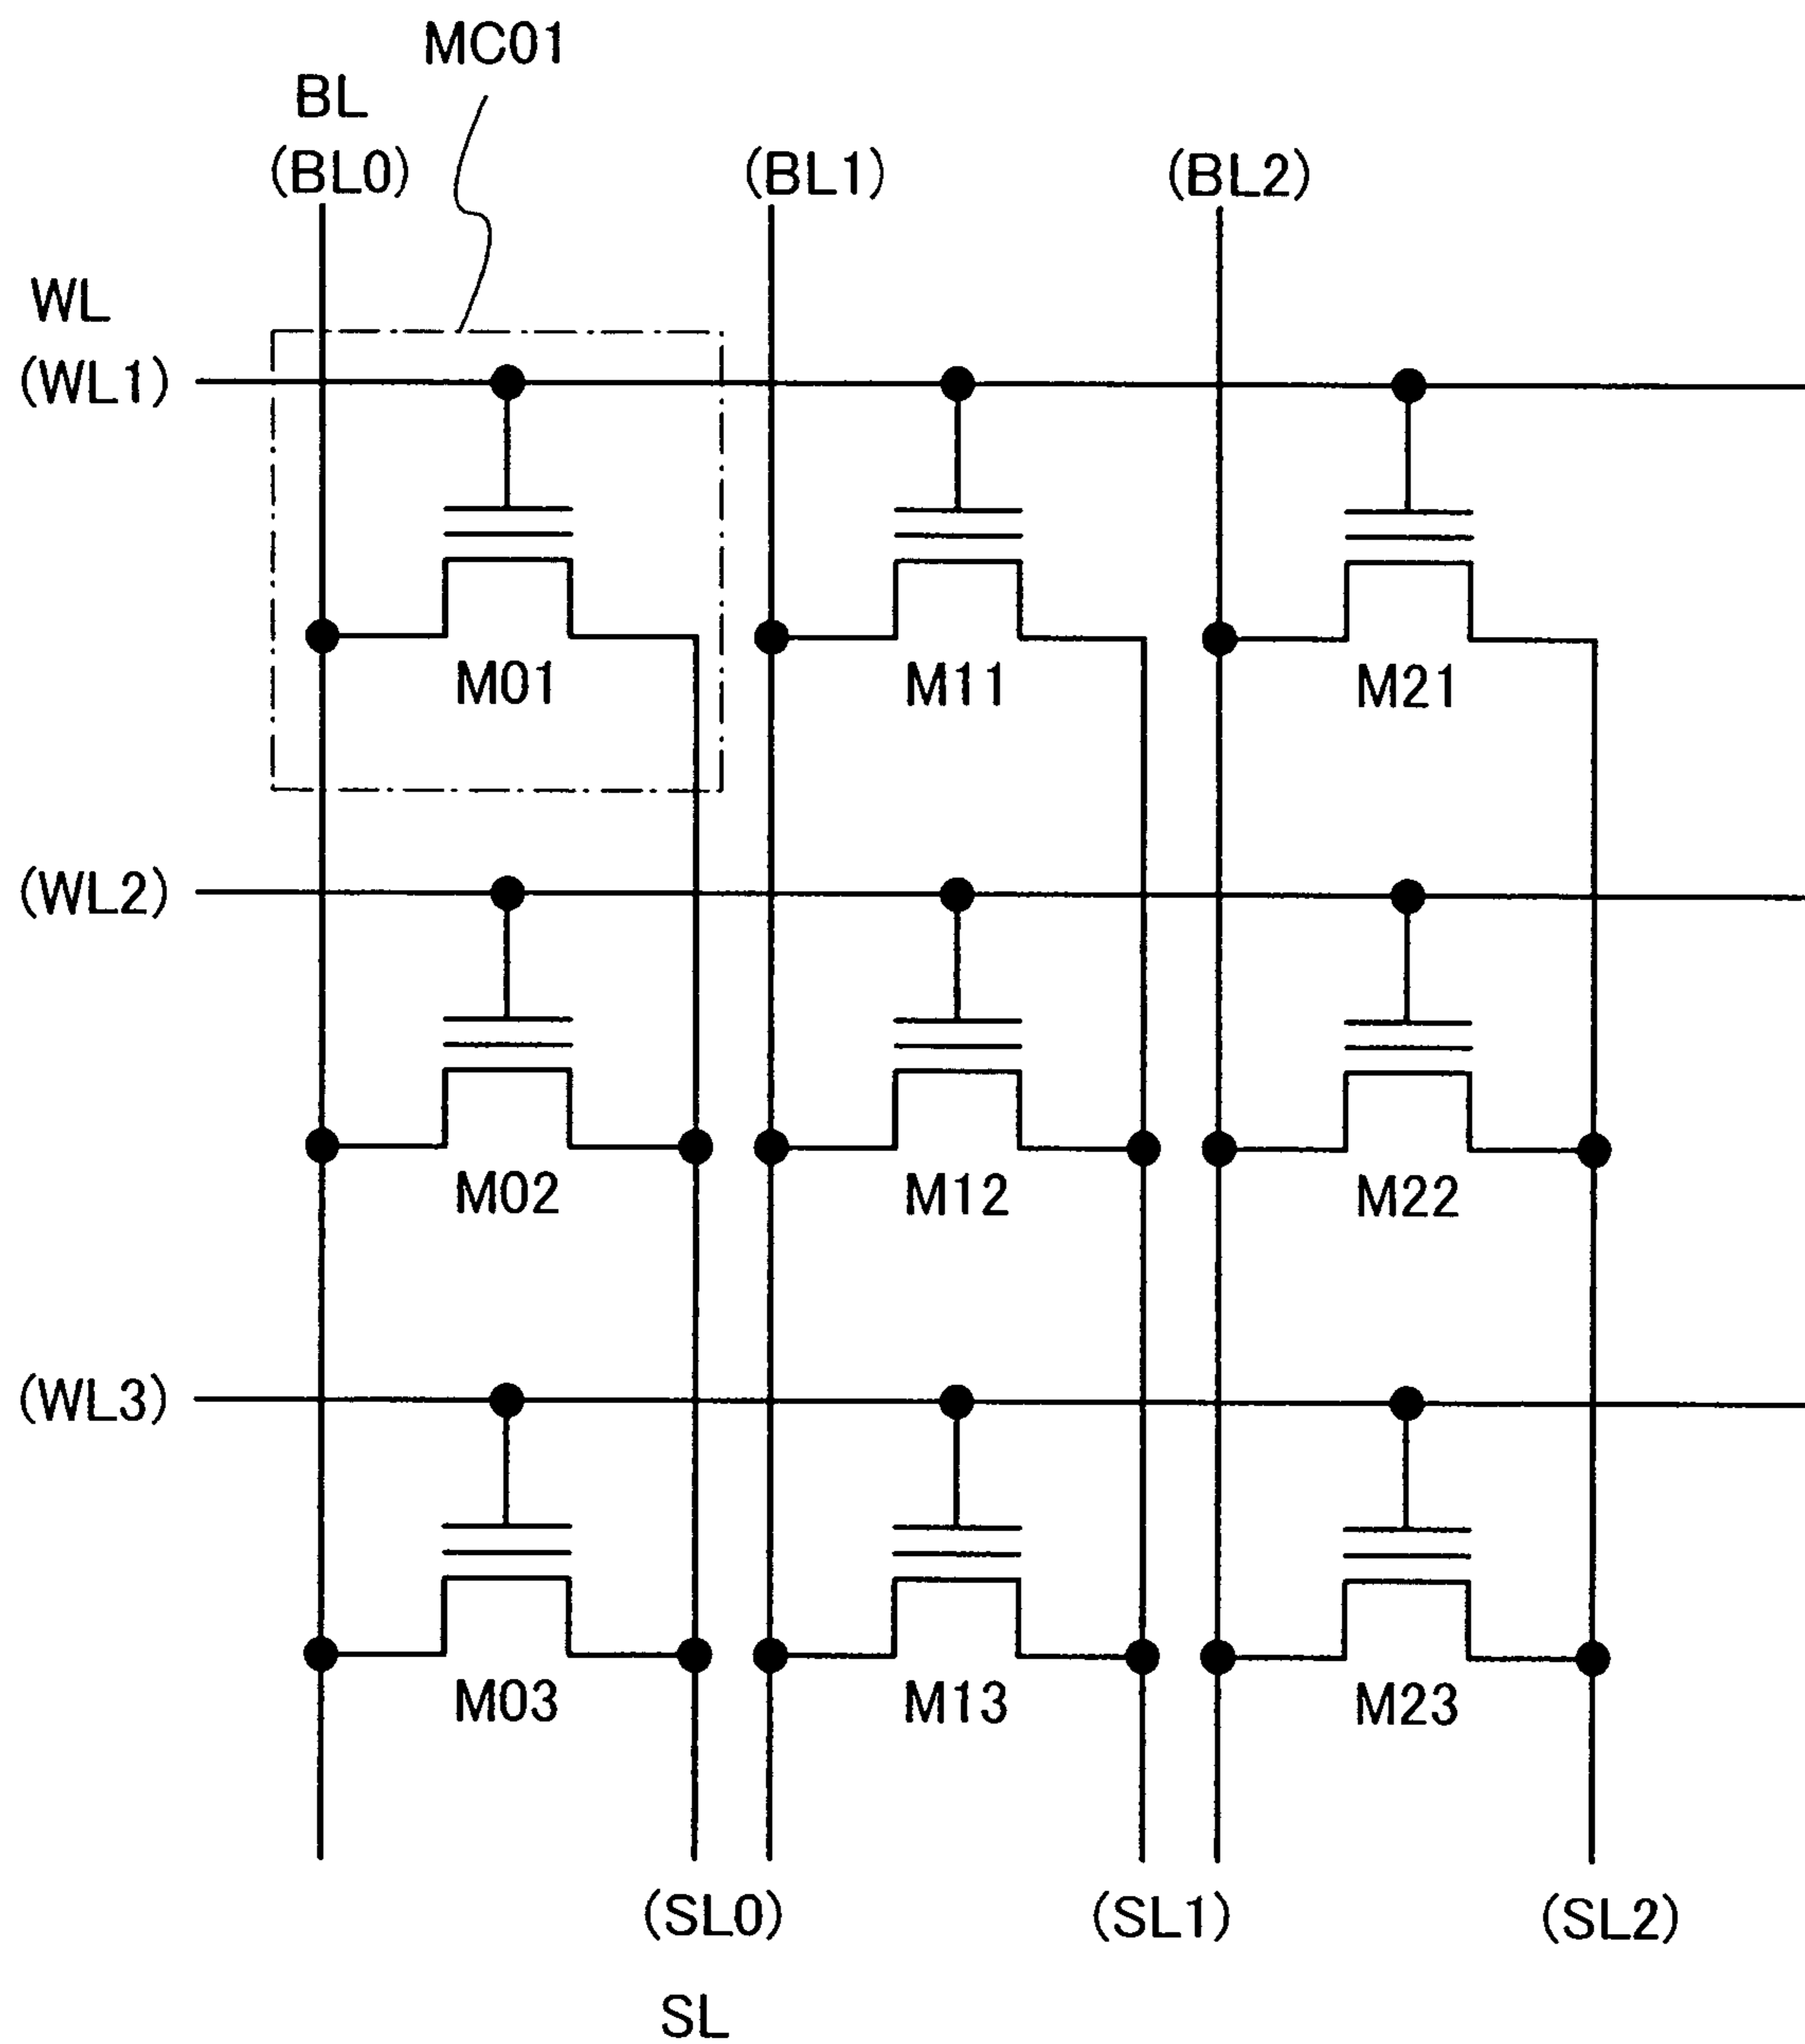 MC01
BL
(BL0)
(BL1)
(BL2)
WL
(WL1)
M01
M11
M21
(WL2)
M02
M12
M22
(WL3)
M03
M13
M23
(SL0)
(SL1)
(SL2)
SL